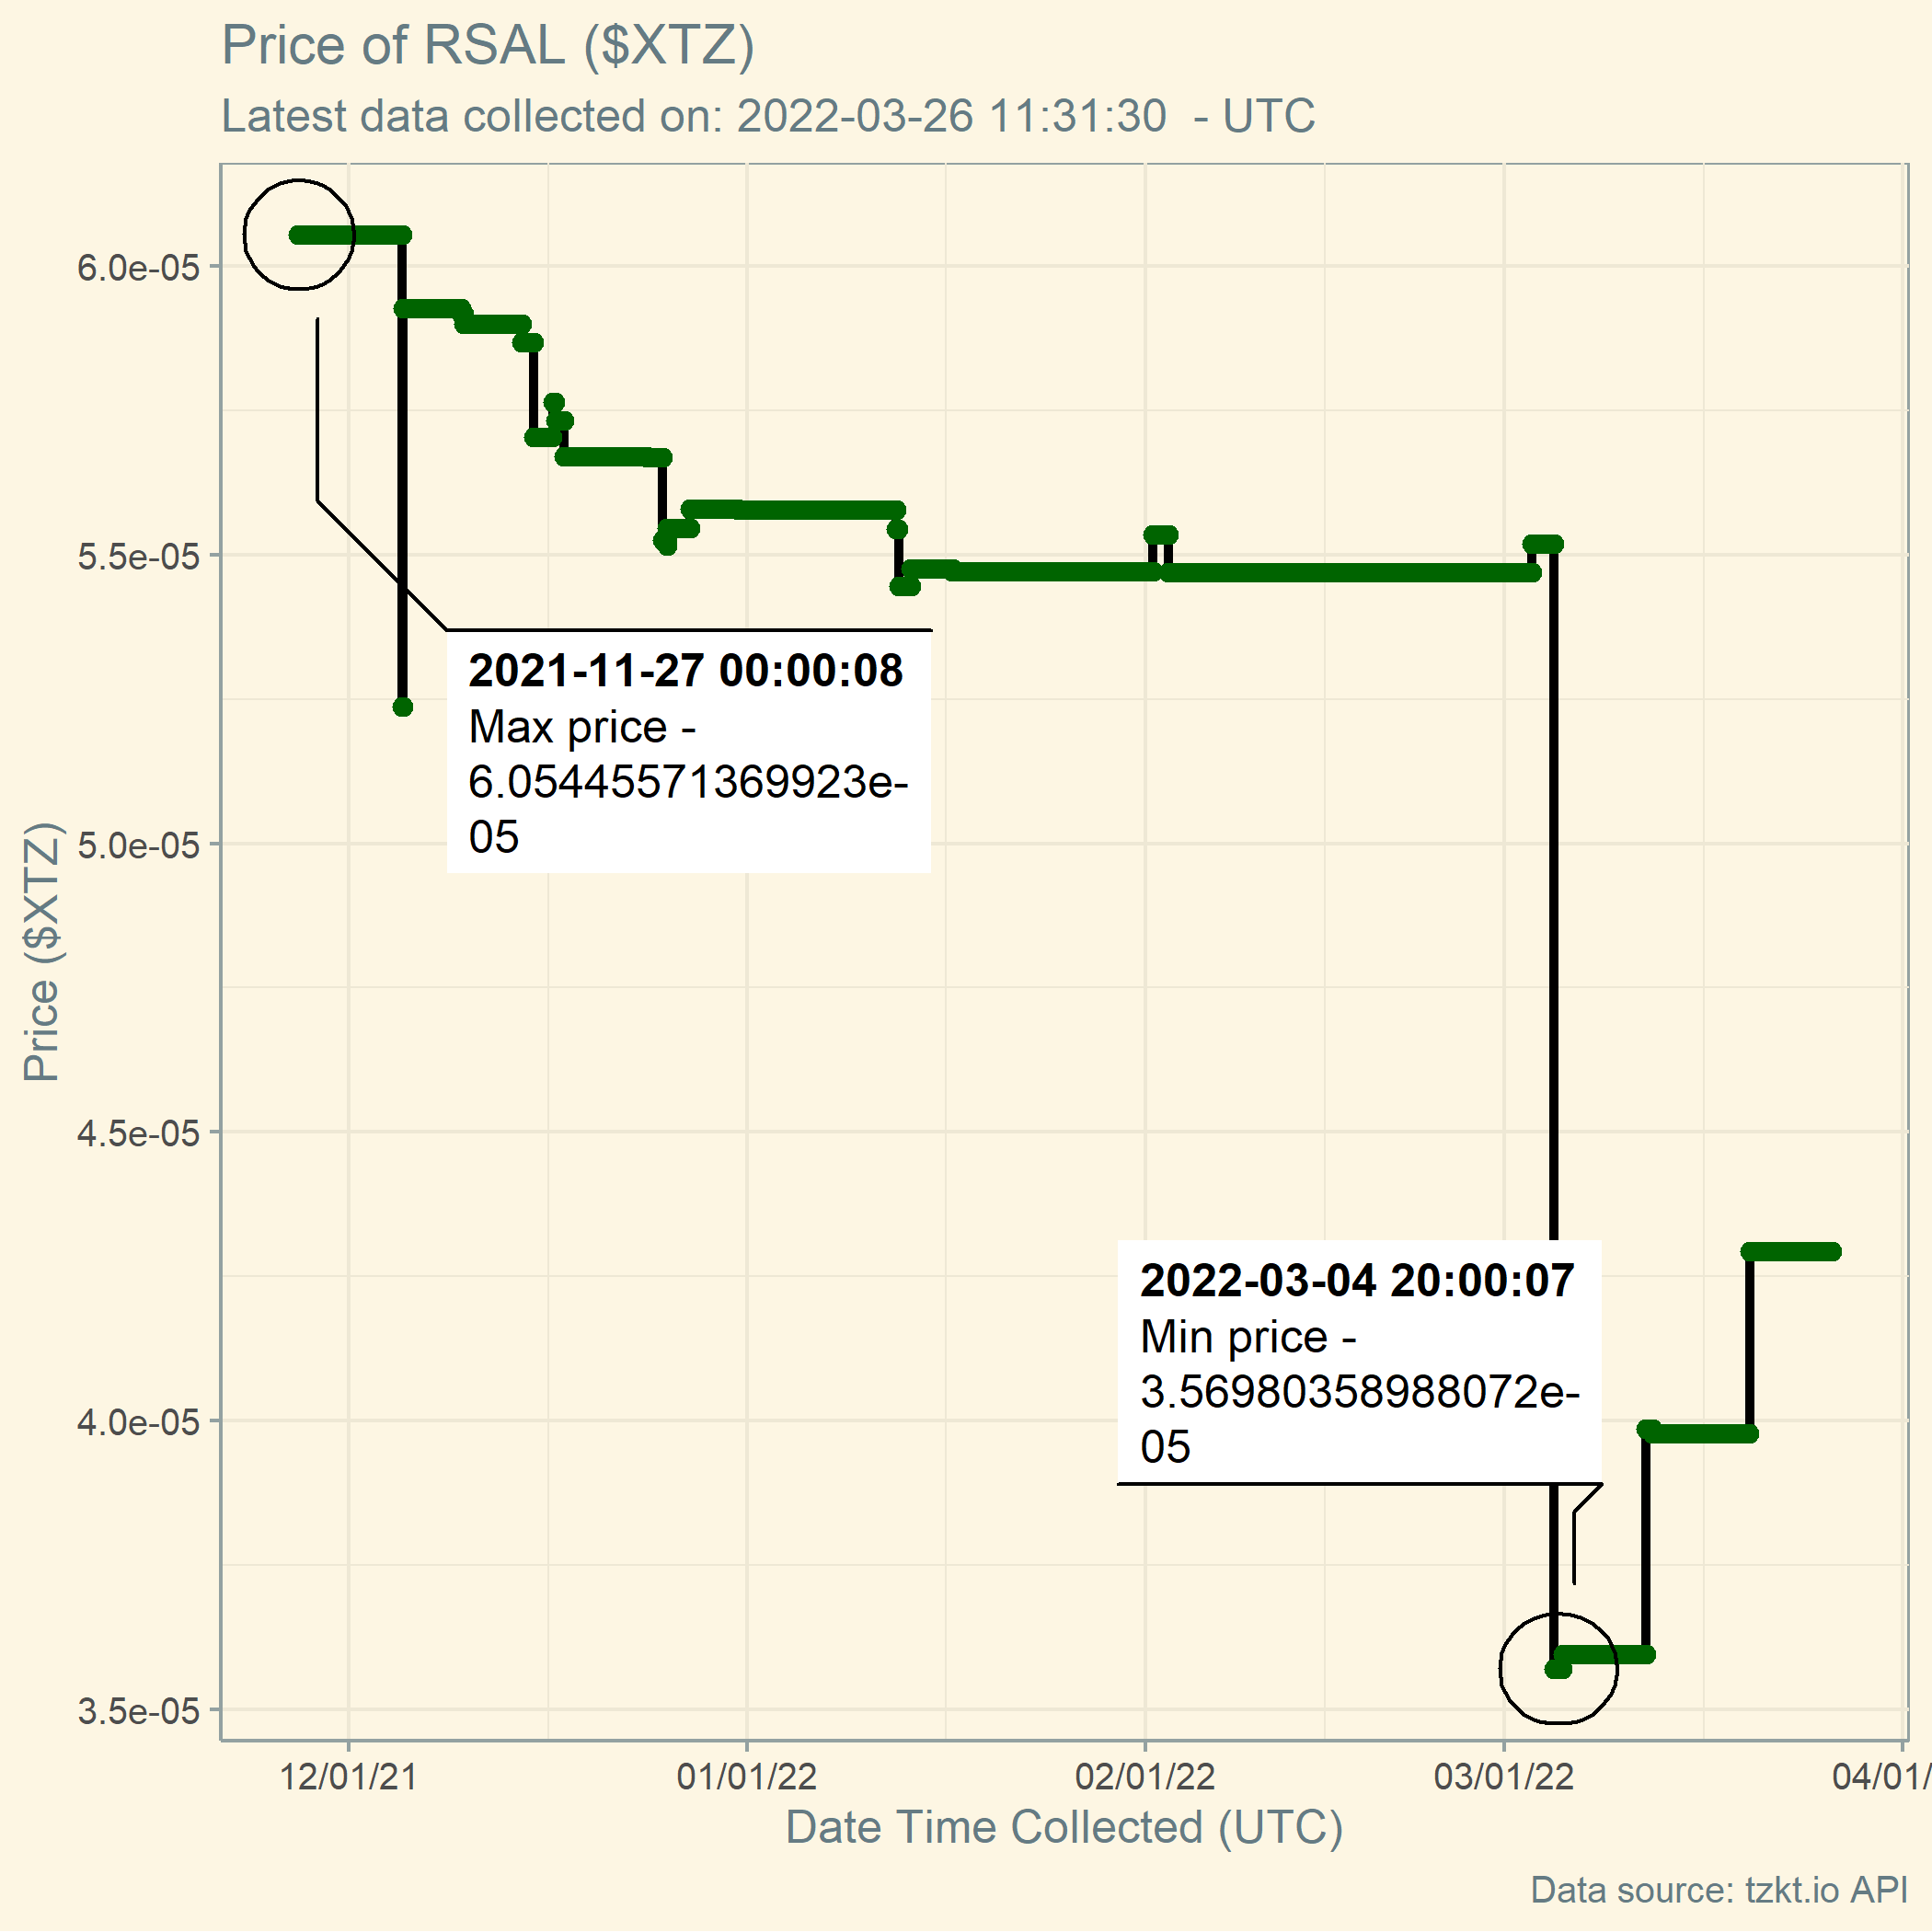 Price of RSAL ($XTZ)
Latest data collected on: 2022-03-26 11:31:30  - UTC
6.0e-05
5.5e-05
5.0e-05
4.5e-05
4.0e-05
3.5e-05
Price ($XTZ)
2021-11-27 00:00:08
Max price -
6.05445571369923e-
05
2022-03-04 20:00:07
Min price -
3.56980358988072e-
05
12/01/21
01/01/22
02/01/22
03/01/22
04/01/
Date Time Collected (UTC)
Data source: tzkt.io API